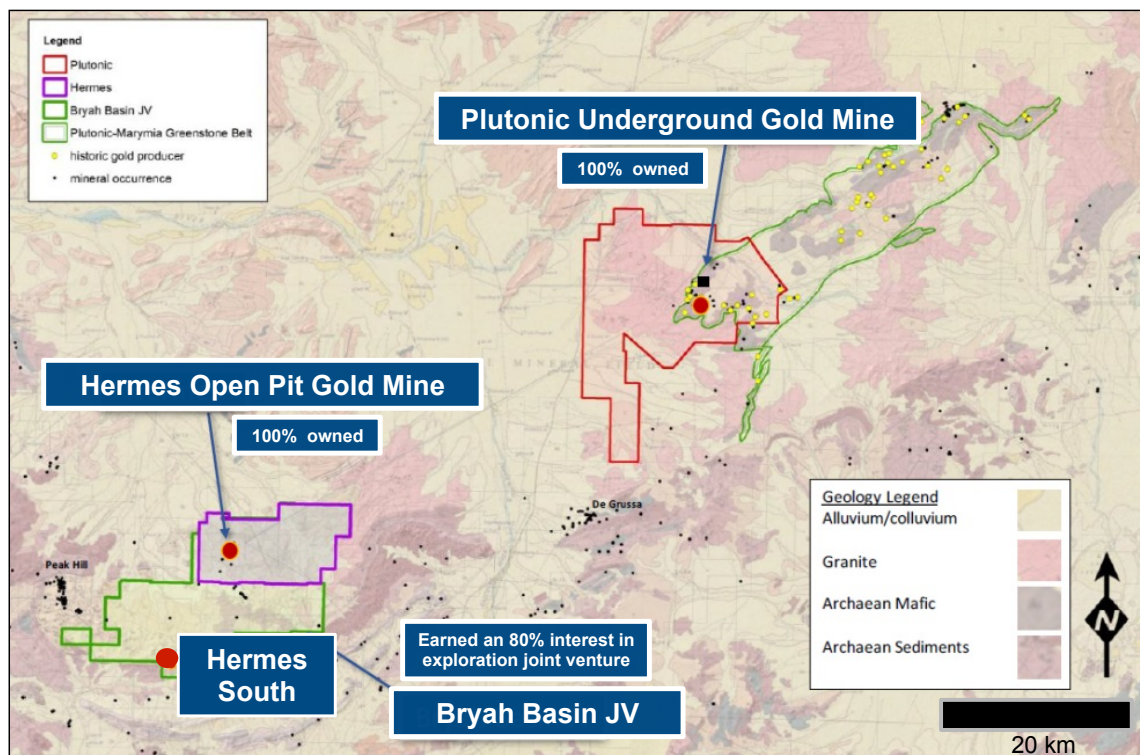 Legend
Plutonic
Hermes
Bryah Basin JV
Plutonic-Marymia Greenstone Belt
historic gold producer
mineral occurrence
Plutonic Underground Gold Mine
100% owned
MINERAL FIELD
Hermes Open Pit Gold Mine
100% owned
De Grussa
Peak Hill
Hermes
South
Earned an 80% interest in
exploration joint venture
Bryah Basin JV
Geology Legend
Alluvium/colluvium
Granite
Archaean Mafic
Archaean Sediments
N
20 km